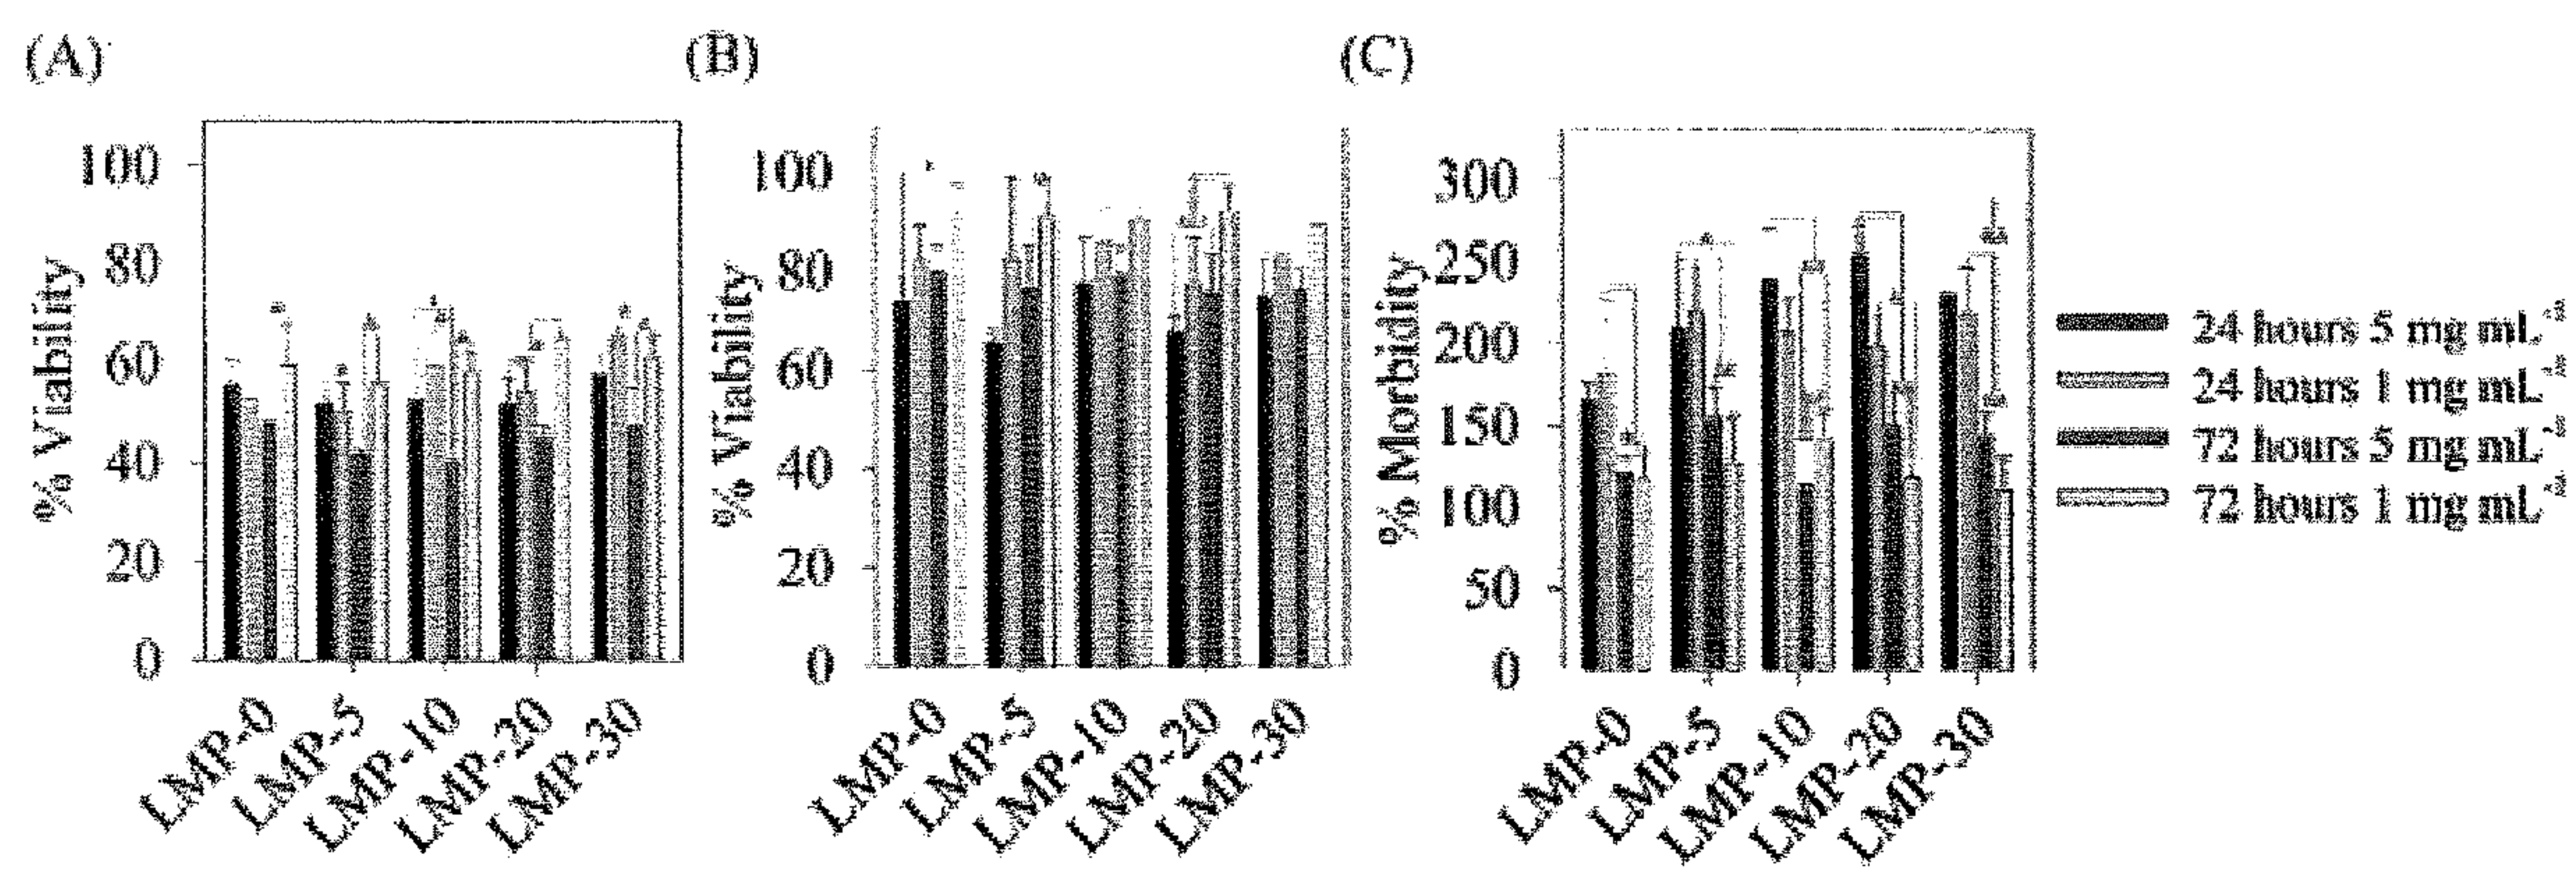 (A)
% Viability
100
80
60
40
20
0
LMP-0
LMP-5
LMP-10
LMP-20
LMP-30
(B)
% Viability
100
80
60
40
20
0
LMP-0
LMP-5
LMP-10
LMP-20
LMP-30
(C)
% Morbidity
300
250
200
150
100
50
0
LMP-0
LMP-5
LMP-10
LMP-20
LMP-30
24 hours 5 mg mL
24 hours 1 mg mL
72 hours 5 mg mL
72 hours 1 mg mL